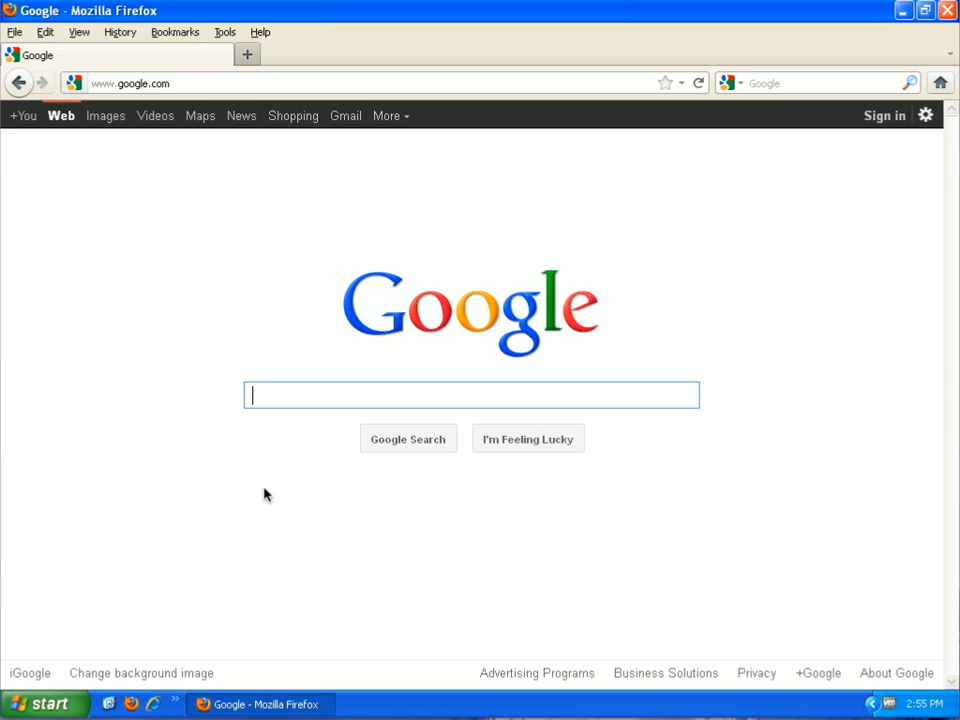 Google - Mozilla Firefox
File Edit View History Bookmarks Tools Help
Google
www.google.com Google
+You Web Images Videos Maps News Shopping Gmail More Sign in
Google
Google Search I'm Feeling Lucky
iGoogle Change background image Advertising Programs Business Solutions Privacy +Google About Google
start Google - Mozilla Firefox 2:55 PM